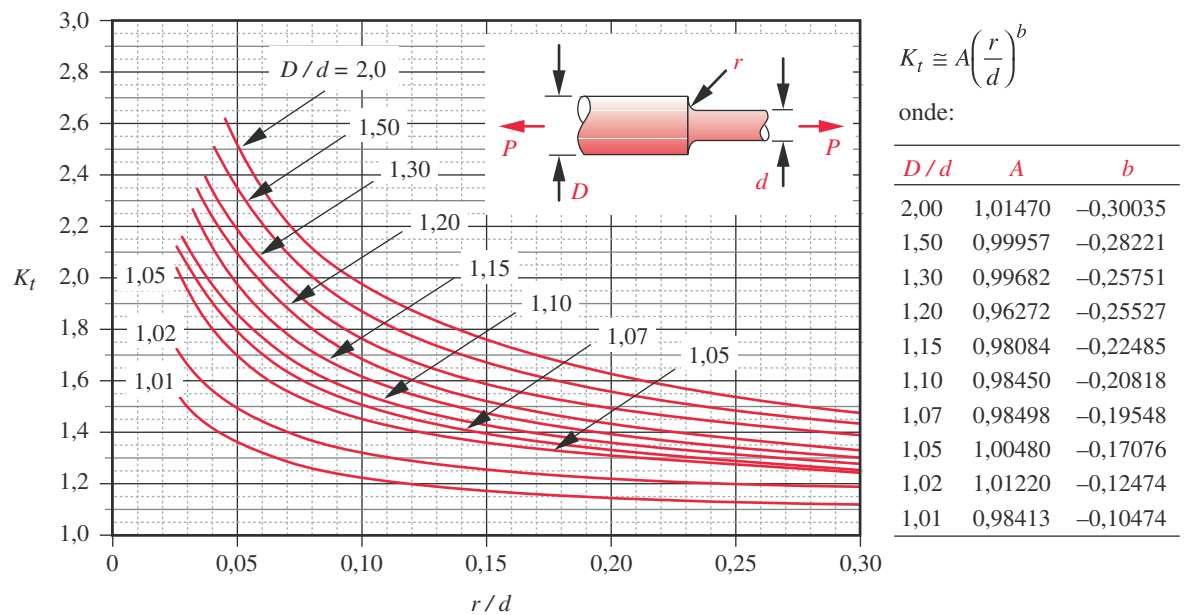 3,0
2,8
2,6
2,4
2,2
2,0
1,8
1,6
1,4
1,2
1,0
K_t
0 0,05 0,10 0,15 0,20 0,25 0,30
r / d
D / d = 2,0
1,50
1,30
1,20
1,15
1,10
1,07
1,05
1,05
1,02
1,01
r
P
P
D
d
K_t ≅ A(r/d)^b
onde:
D / d A b
2,00 1,01470 –0,30035
1,50 0,99957 –0,28221
1,30 0,99682 –0,25751
1,20 0,96272 –0,25527
1,15 0,98084 –0,22485
1,10 0,98450 –0,20818
1,07 0,98498 –0,19548
1,05 1,00480 –0,17076
1,02 1,01220 –0,12474
1,01 0,98413 –0,10474